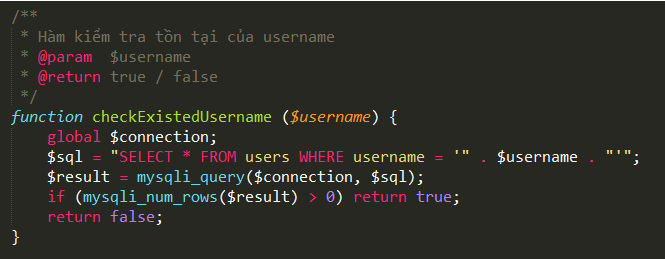 /**
 * Hàm kiểm tra tồn tại của username
 * @param  $username
 * @return true / false
 */
function checkExistedUsername ($username) {
    global $connection;
    $sql = "SELECT * FROM users WHERE username = '" . $username . "'";
    $result = mysqli_query($connection, $sql);
    if (mysqli_num_rows($result) > 0) return true;
    return false;
}